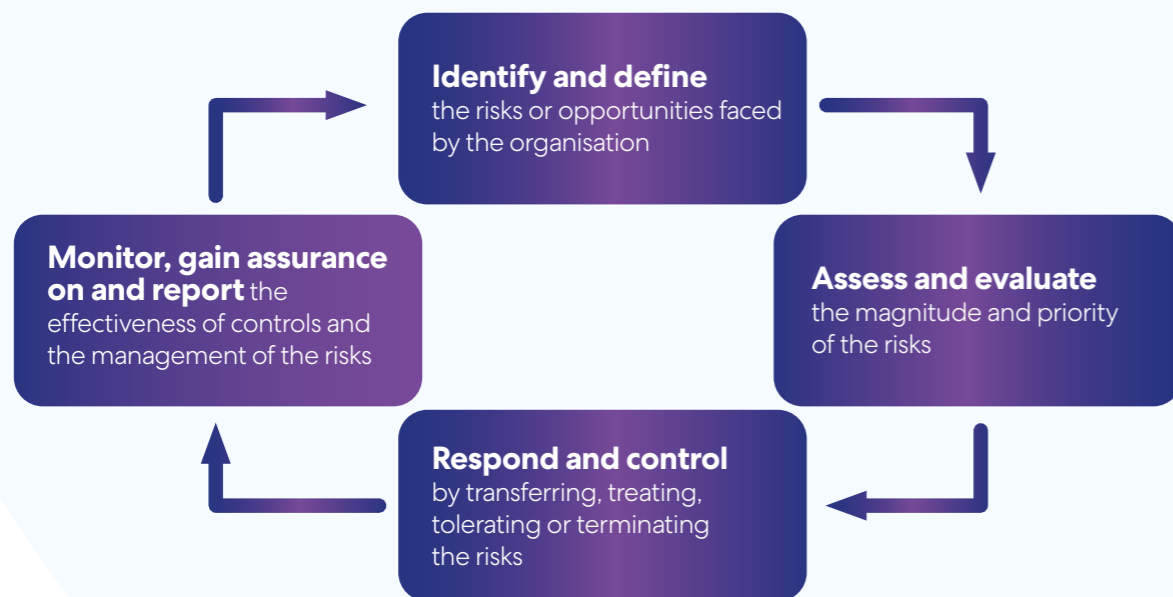 Identify and define
the risks or opportunities faced
by the organisation
Assess and evaluate
the magnitude and priority
of the risks
Respond and control
by transferring, treating,
tolerating or terminating
the risks
Monitor, gain assurance
on and report the
effectiveness of controls and
the management of the risks